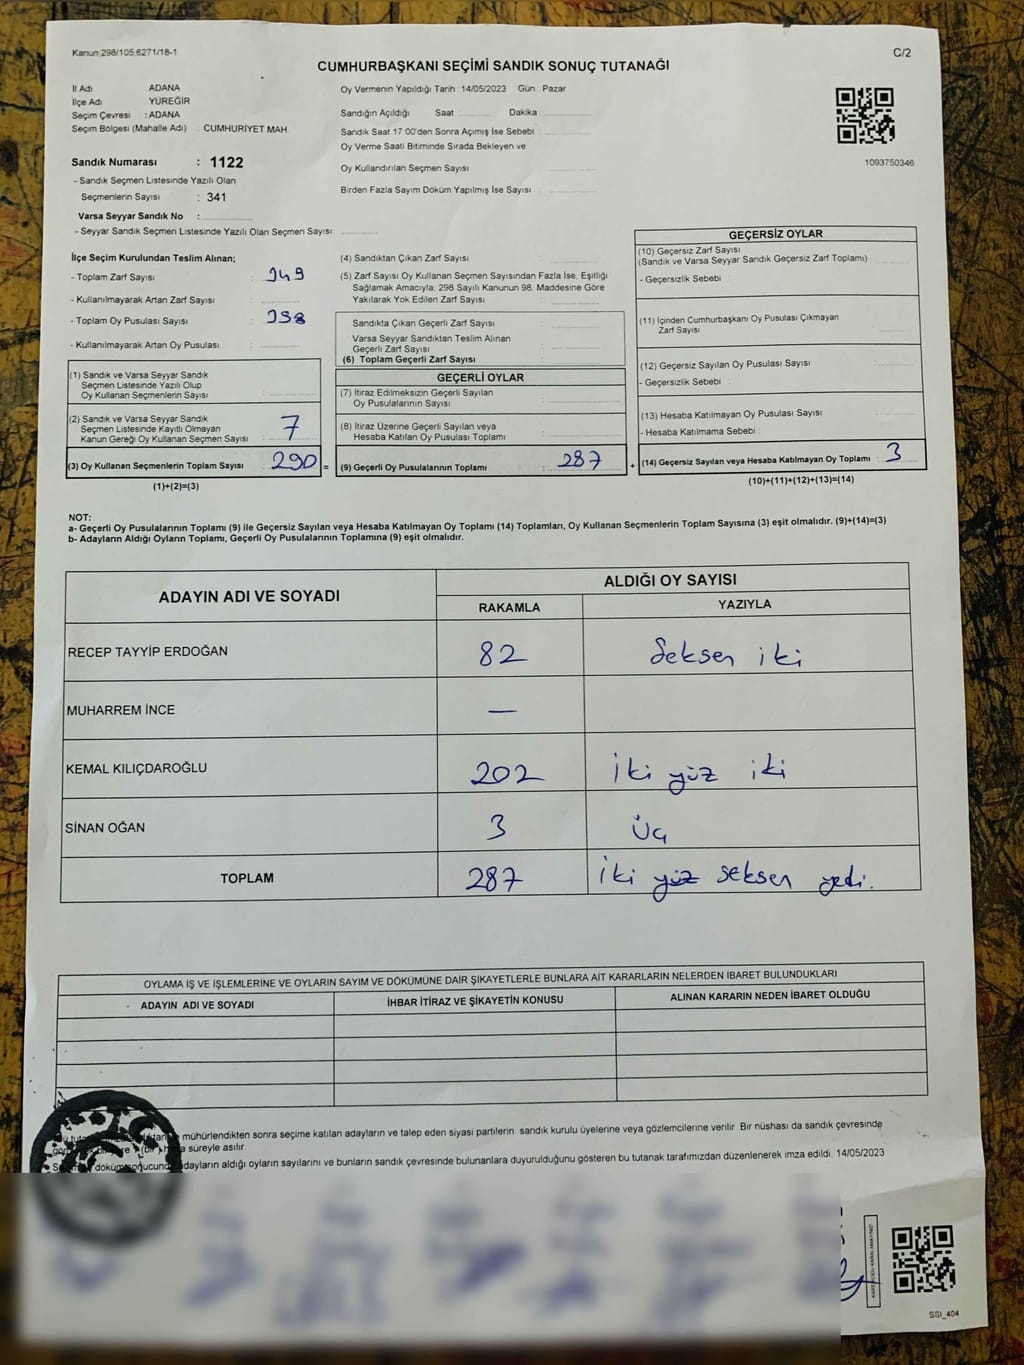 Kanun:298/105.6271/18-1
C/2
CUMHURBAŞKANI SEÇİMİ SANDIK SONUÇ TUTANAĞI
İl Adı ADANA
İlçe Adı YÜREĞİR
Seçim Çevresi : ADANA
Seçim Bölgesi (Mahalle Adı) : CUMHURİYET MAH
Sandık Numarası : 1122
- Sandık Seçmen Listesinde Yazılı Olan
Seçmenlerin Sayısı : 341
Varsa Seyyar Sandık No :
- Seyyar Sandık Seçmen Listesinde Yazılı Olan Seçmen Sayısı:
Oy Vermenin Yapıldığı Tarih : 14/05/2023 Gün : Pazar
Sandığın Açıldığı Saat Dakika
Sandık Saat 17 00'den Sonra Açımış İse Sebebi :
Oy Verme Saati Bitiminde Sırada Bekleyen ve
Oy Kullandırılan Seçmen Sayısı
Birden Fazla Sayım Döküm Yapılmış İse Sayısı :
1093750346
İlçe Seçim Kurulundan Teslim Alınan;
- Toplam Zarf Sayısı :
- Kullanılmayarak Artan Zarf Sayısı :
- Toplam Oy Pusulası Sayısı :
- Kullanılmayarak Artan Oy Pusulası :
(4) Sandıktan Çıkan Zarf Sayısı :
(5) Zarf Sayısı Oy Kullanan Seçmen Sayısından Fazla İse, Eşitliği
Sağlamak Amacıyla; 298 Sayılı Kanunun 98. Maddesine Göre
Yakılarak Yok Edilen Zarf Sayısı :
Sandıkta Çıkan Geçerli Zarf Sayısı :
Varsa Seyyar Sandıktan Teslim Alınan
Geçerli Zarf Sayısı :
(6) Toplam Geçerli Zarf Sayısı :
GEÇERSİZ OYLAR
(10) Geçersiz Zarf Sayısı
(Sandık ve Varsa Seyyar Sandık Geçersiz Zarf Toplamı)
- Geçersizlik Sebebi :
(11) İçinden Cumhurbaşkanı Oy Pusulası Çıkmayan
Zarf Sayısı :
(12) Geçersiz Sayılan Oy Pusulası Sayısı :
- Geçersizlik Sebebi :
(13) Hesaba Katılmayan Oy Pusulası Sayısı :
- Hesaba Katılmama Sebebi :
(14) Geçersiz Sayılan veya Hesaba Katılmayan Oy Toplamı : 3
(10)+(11)+(12)+(13)=(14)
(1) Sandık ve Varsa Seyyar Sandık
Seçmen Listesinde Yazılı Olup
Oy Kullanan Seçmenlerin Sayısı :
(2) Sandık ve Varsa Seyyar Sandık
Seçmen Listesinde Kayıtlı Olmayan
Kanun Gereği Oy Kullanan Seçmen Sayısı : 7
(3) Oy Kullanan Seçmenlerin Toplam Sayısı : 290 =
(1)+(2)=(3)
GEÇERLİ OYLAR
(7) İtiraz Edilmeksizin Geçerli Sayılan
Oy Pusulalarının Sayısı :
(8) İtiraz Üzerine Geçerli Sayılan veya
Hesaba Katılan Oy Pusulası Toplamı :
(9) Geçerli Oy Pusulalarının Toplamı : 287 +
NOT:
a- Geçerli Oy Pusulalarının Toplamı (9) ile Geçersiz Sayılan veya Hesaba Katılmayan Oy Toplamı (14) Toplamları, Oy Kullanan Seçmenlerin Toplam Sayısına (3) eşit olmalıdır. (9)+(14)=(3)
b- Adayların Aldığı Oyların Toplamı, Geçerli Oy Pusulalarının Toplamına (9) eşit olmalıdır.
ADAYIN ADI VE SOYADI ALDIĞI OY SAYISI
RAKAMLA YAZIYLA
RECEP TAYYİP ERDOĞAN 82 Seksen iki
MUHARREM İNCE —
KEMAL KILIÇDAROĞLU 202 İki yüz iki
SİNAN OĞAN 3 Üç
TOPLAM 287 İki yüz seksen yedi.
OYLAMA İŞ VE İŞLEMLERİNE VE OYLARIN SAYIM VE DÖKÜMÜNE DAİR ŞİKAYETLERLE BUNLARA AİT KARARLARIN NELERDEN İBARET BULUNDUKLARI
ADAYIN ADI VE SOYADI İHBAR İTİRAZ VE ŞİKAYETİN KONUSU ALINAN KARARIN NEDEN İBARET OLDUĞU
mühürlendikten sonra seçime katılan adayların ve talep eden siyasi partilerin sandık kurulu üyelerine veya gözlemcilerine verilir Bir nüshası da sandık çevresinde
süreyle asılır
adayların aldığı oyların sayılarını ve bunların sandık çevresinde bulunanlara duyurulduğunu gösteren bu tutanak tarafımızdan düzenlenerek imza edildi. 14/05/2023
SSI_404